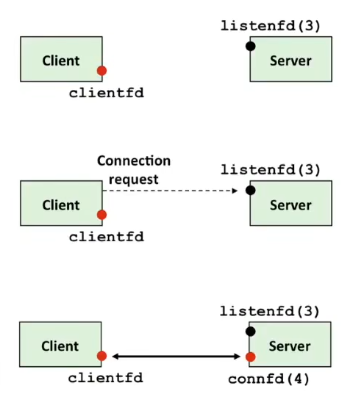 listenfd(3)
Client
Server
clientfd
Connection
request
listenfd(3)
Client
Server
clientfd
listenfd(3)
Client
Server
clientfd
connfd(4)